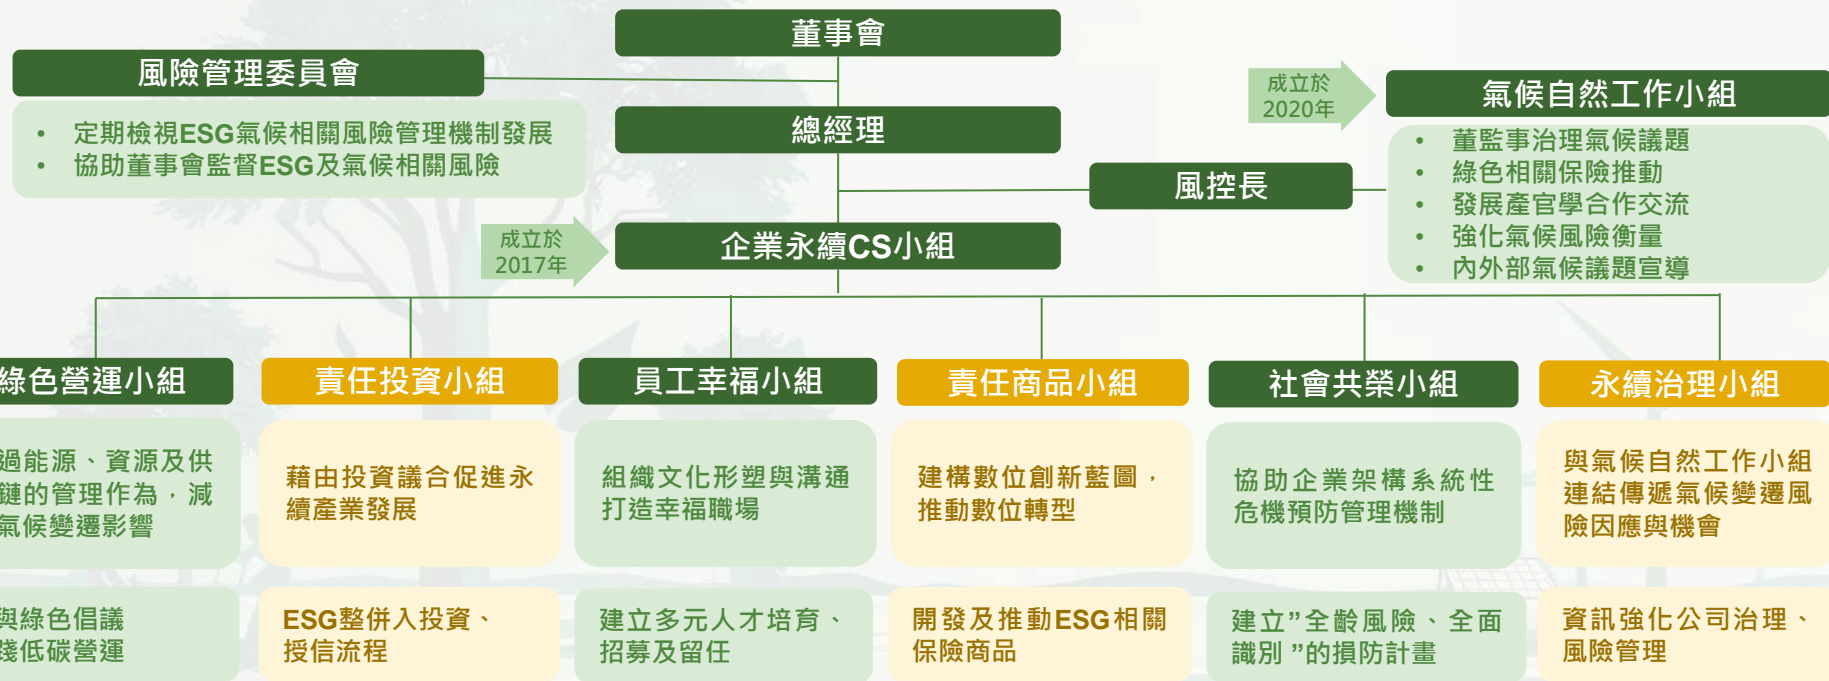 董事會
風險管理委員會
• 定期檢視ESG氣候相關風險管理機制發展
• 協助董事會監督ESG及氣候相關風險
總經理
成立於
2020年
氣候自然工作小組
• 董監事治理氣候議題
• 綠色相關保險推動
• 發展產官學合作交流
• 強化氣候風險衡量
• 內外部氣候議題宣導
風控長
成立於
2017年
企業永續CS小組
綠色營運小組
過能源、資源及供
鏈的管理作為，減
氣候變遷影響
與綠色倡議
踐低碳營運
責任投資小組
藉由投資議合促進永
續產業發展
ESG整併入投資、
授信流程
員工幸福小組
組織文化形塑與溝通
打造幸福職場
建立多元人才培育、
招募及留任
責任商品小組
建構數位創新藍圖，
推動數位轉型
開發及推動ESG相關
保險商品
社會共榮小組
協助企業架構系統性
危機預防管理機制
建立”全齡風險、全面
識別 ”的損防計畫
永續治理小組
與氣候自然工作小組
連結傳遞氣候變遷風
險因應與機會
資訊強化公司治理、
風險管理